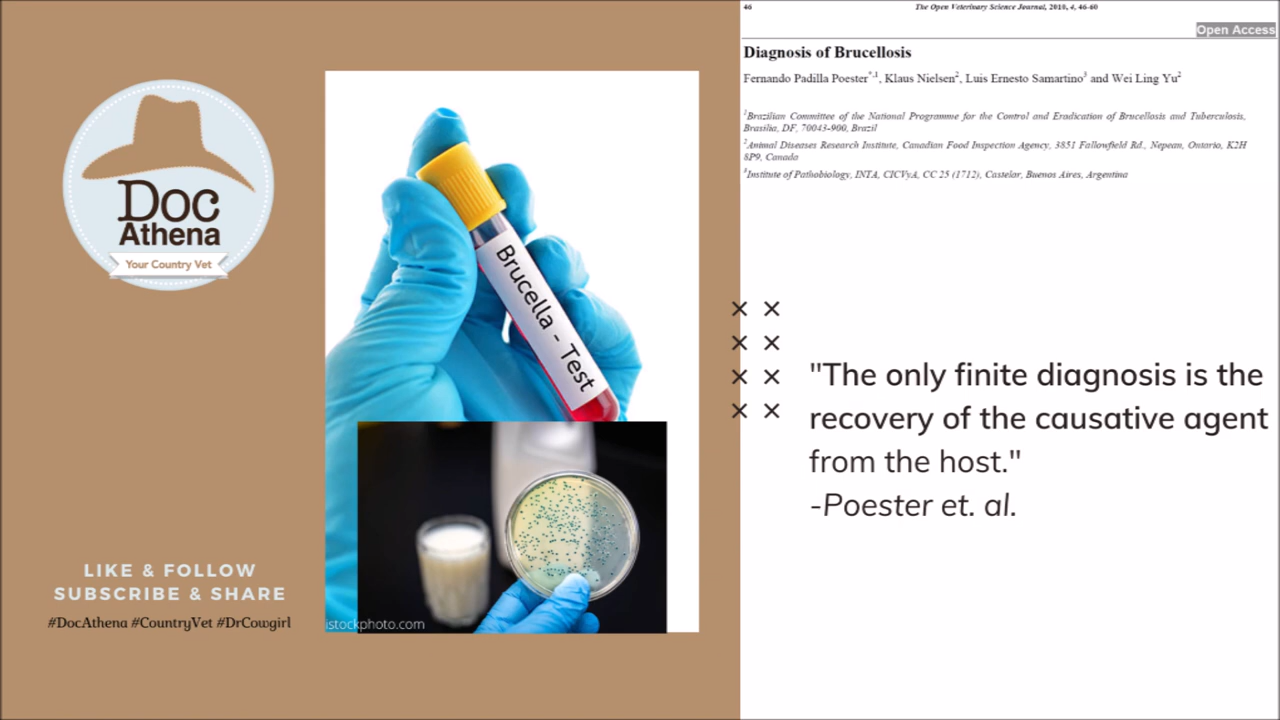 Doc
Athena
Your Country Vet
LIKE & FOLLOW
SUBSCRIBE & SHARE
#DocAthena #CountryVet #DrCowgirl
Brucella - Test
istockphoto.com
46
The Open Veterinary Science Journal, 2010, 4, 46-60
Open Access
Diagnosis of Brucellosis
Fernando Padilla Poester*,1, Klaus Nielsen2, Luis Ernesto Samartino3 and Wei Ling Yu2
1Brazilian Committee of the National Programme for the Control and Eradication of Brucellosis and Tuberculosis,
Brasilia, DF, 70043-900, Brazil
2Animal Diseases Research Institute, Canadian Food Inspection Agency, 3851 Fallowfield Rd., Nepean, Ontario, K2H
8P9, Canada
3Institute of Pathobiology, INTA, CICVyA, CC 25 (1712), Castelar, Buenos Aires, Argentina
"The only finite diagnosis is the
recovery of the causative agent
from the host."
-Poester et. al.